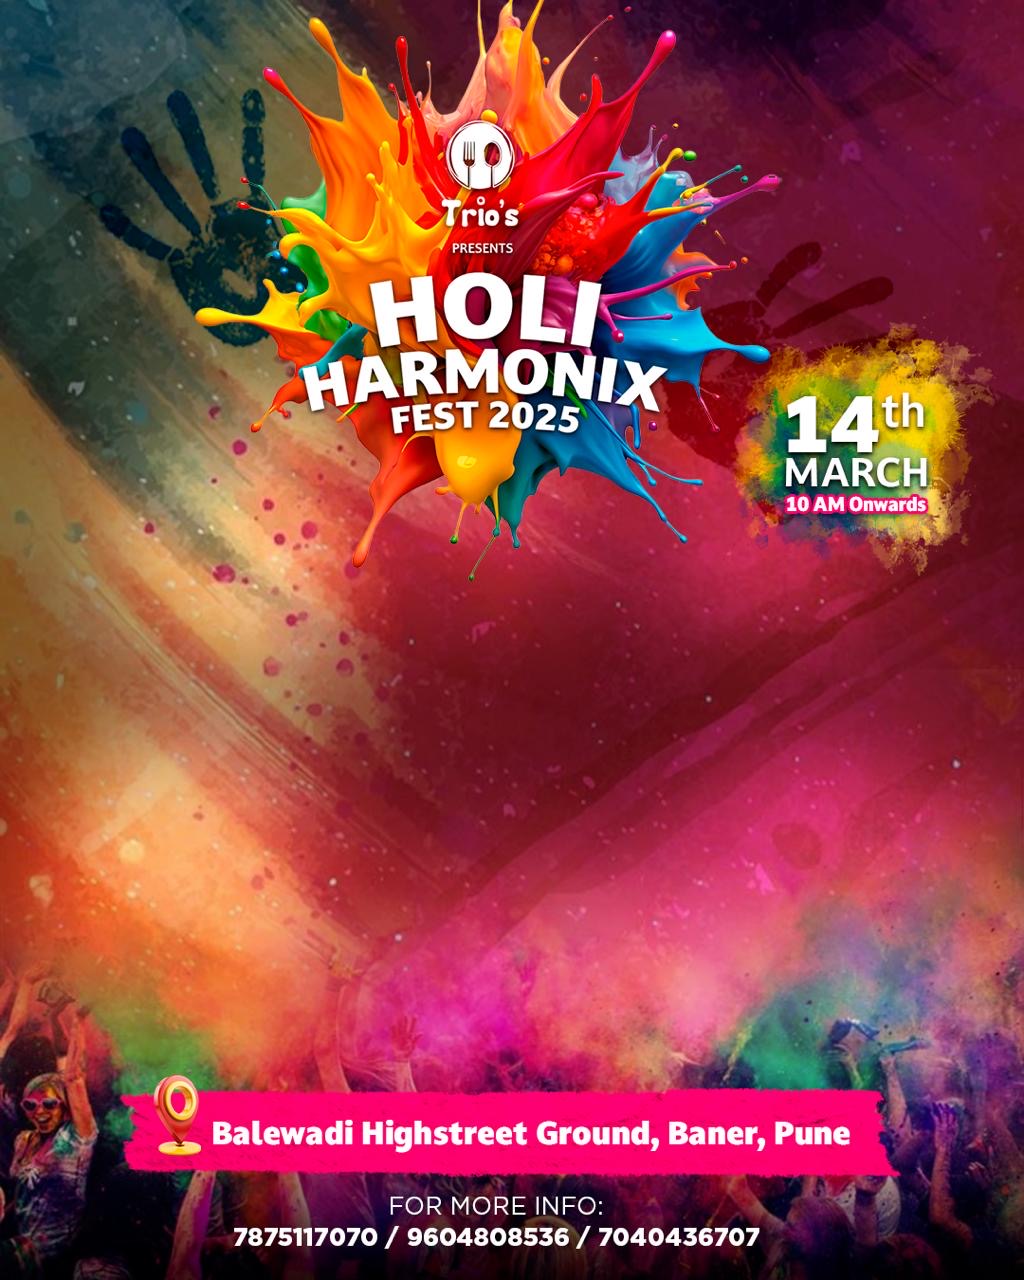 Trio's
PRESENTS
HOLI
HARMONIX
FEST 2025
14th
MARCH
10 AM Onwards
Balewadi Highstreet Ground, Baner, Pune
FOR MORE INFO:
7875117070 / 9604808536 / 7040436707